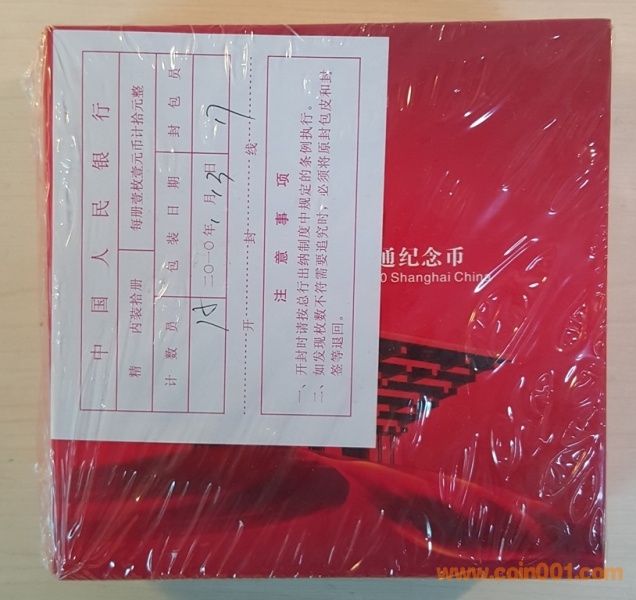 中国人民银行
精 内装拾册 每册壹枚壹元币计拾元整
计数员 包装日期 封包员
二〇一〇年1月13日
开封线
注意事项
一、开封时请按总行出纳制度中规定的条例执行。
二、如发现枚数不符需要追究时，必须将原封包皮和封
签等退回。
通纪念币
0 Shanghai China
www.coin001.com